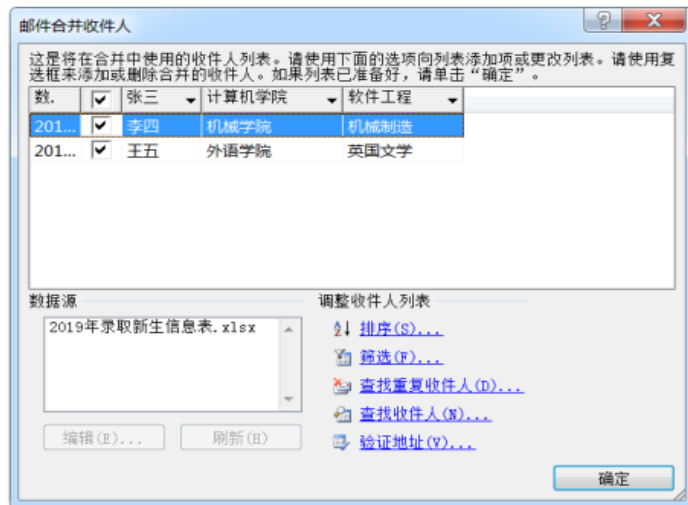 邮件合并收件人
这是将在合并中使用的收件人列表。请使用下面的选项向列表添加项或更改列表。请使用复
选框来添加或删除合并的收件人。如果列表已准备好，请单击“确定”。
数. 张三 计算机学院 软件工程
201... 李四 机械学院 机械制造
201... 王五 外语学院 英国文学
数据源 调整收件人列表
2019年录取新生信息表.xlsx
排序(S)...
筛选(F)...
查找重复收件人(D)...
查找收件人(N)...
验证地址(V)...
编辑(E)... 刷新(H)
确定